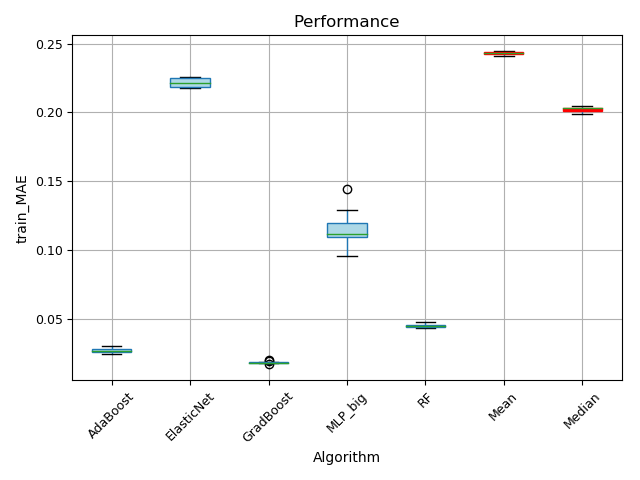 Performance
0.25
0.20
0.15
0.10
0.05
train_MAE
AdaBoost
ElasticNet
GradBoost
MLP_big
RF
Mean
Median
Algorithm